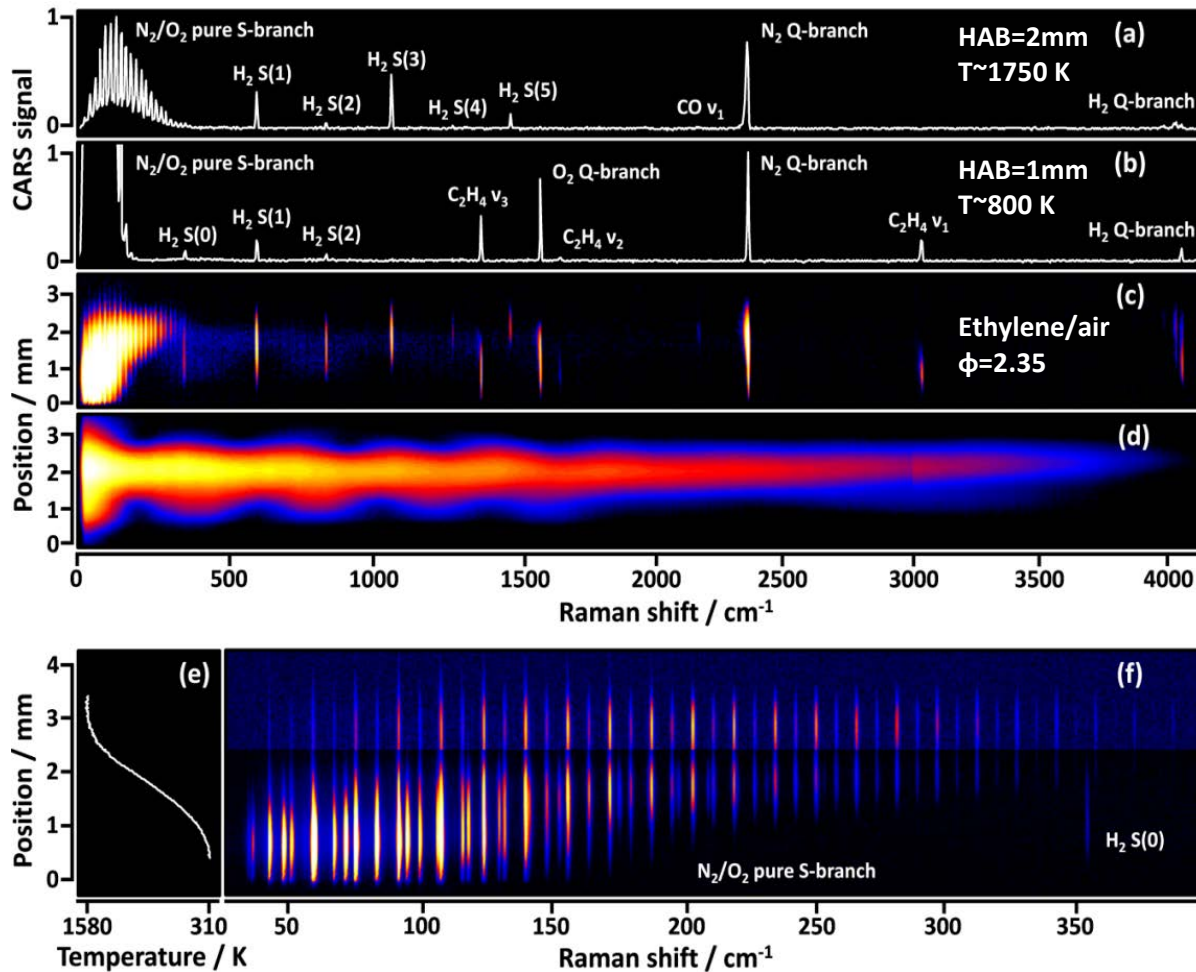 1
N₂/O₂ pure S-branch
N₂ Q-branch
HAB=2mm
(a)
T~1750 K
H₂ S(1)
H₂ S(3)
H₂ S(2)
H₂ S(4)
H₂ S(5)
CO ν₁
H₂ Q-branch
0
CARS signal
1
N₂/O₂ pure S-branch
O₂ Q-branch
N₂ Q-branch
HAB=1mm
(b)
T~800 K
H₂ S(0)
H₂ S(1)
H₂ S(2)
C₂H₄ ν₃
C₂H₄ ν₂
C₂H₄ ν₁
H₂ Q-branch
0
3
2
1
0
(c)
Ethylene/air
ϕ=2.35
Position / mm
3
2
1
0
(d)
0 500 1000 1500 2000 2500 3000 3500 4000
Raman shift / cm⁻¹
4
3
2
1
0
Position / mm
(e)
(f)
H₂ S(0)
N₂/O₂ pure S-branch
1580 310
Temperature / K
50 100 150 200 250 300 350
Raman shift / cm⁻¹